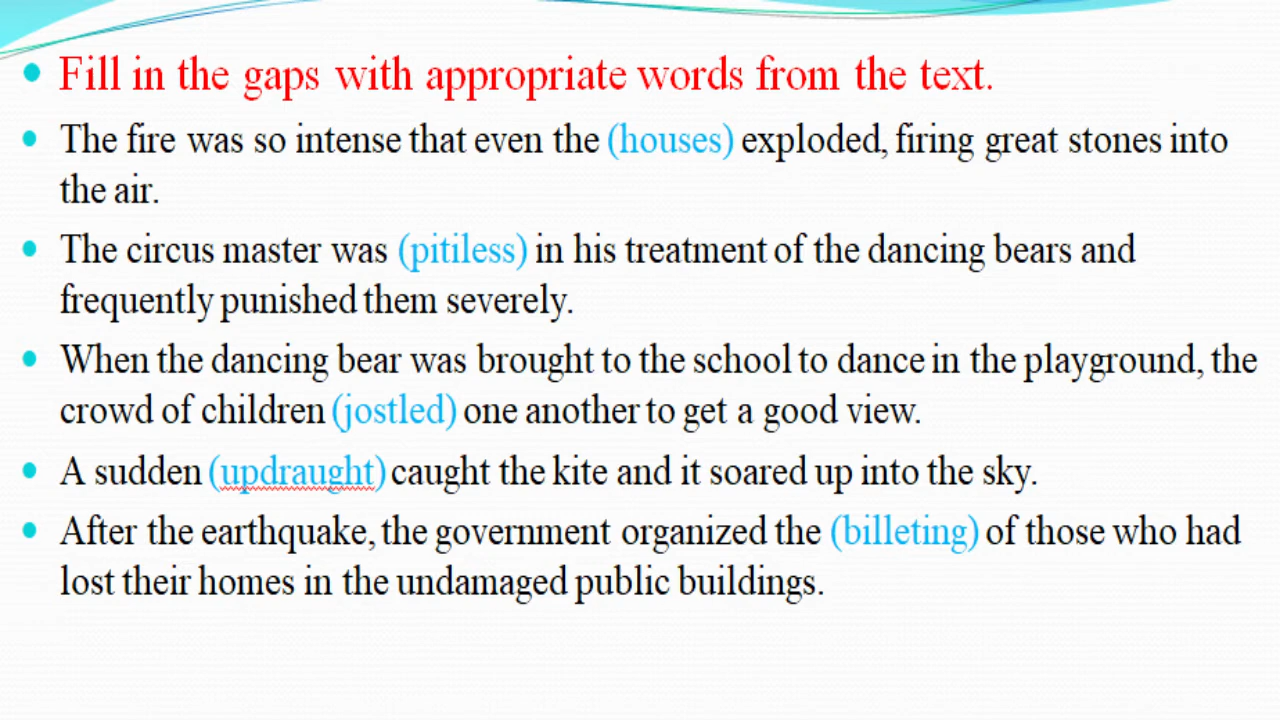 Fill in the gaps with appropriate words from the text.
The fire was so intense that even the (houses) exploded, firing great stones into
the air.
The circus master was (pitiless) in his treatment of the dancing bears and
frequently punished them severely.
When the dancing bear was brought to the school to dance in the playground, the
crowd of children (jostled) one another to get a good view.
A sudden (updraught) caught the kite and it soared up into the sky.
After the earthquake, the government organized the (billeting) of those who had
lost their homes in the undamaged public buildings.